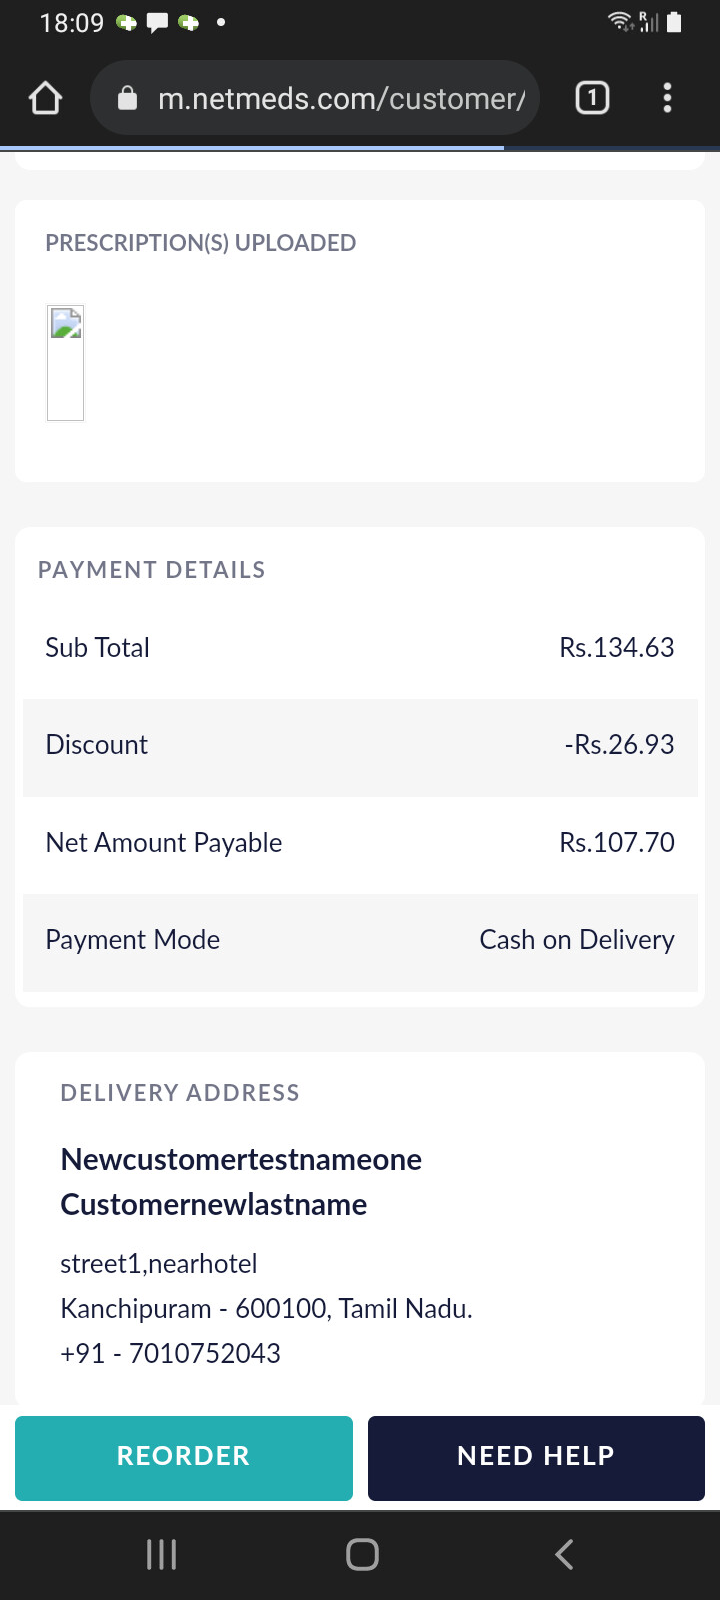 18:09
R
m.netmeds.com/customer/
1
PRESCRIPTION(S) UPLOADED
PAYMENT DETAILS
Sub Total Rs.134.63
Discount -Rs.26.93
Net Amount Payable Rs.107.70
Payment Mode Cash on Delivery
DELIVERY ADDRESS
Newcustomertestnameone
Customernewlastname
street1,nearhotel
Kanchipuram - 600100, Tamil Nadu.
+91 - 7010752043
REORDER NEED HELP